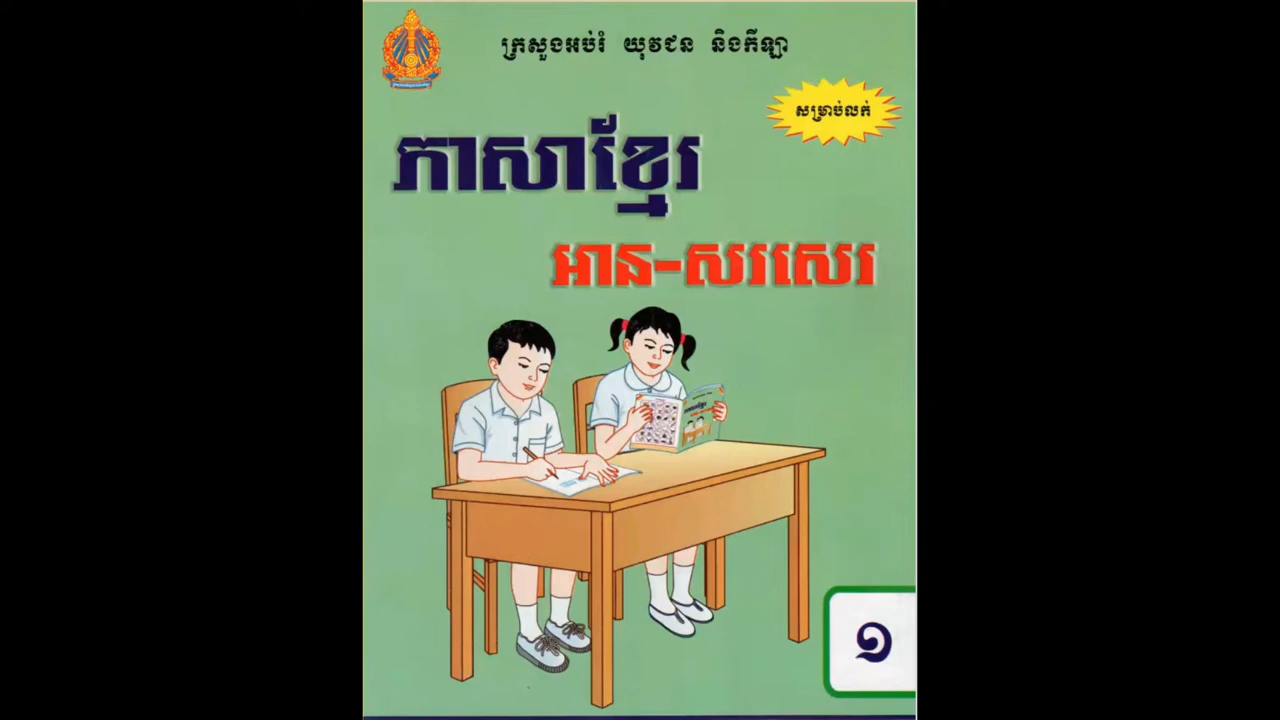 ក្រសួងអប់រំ យុវជន និងកីឡា
សម្រាប់លក់
ភាសាខ្មែរ
អាន-សរសេរ
១